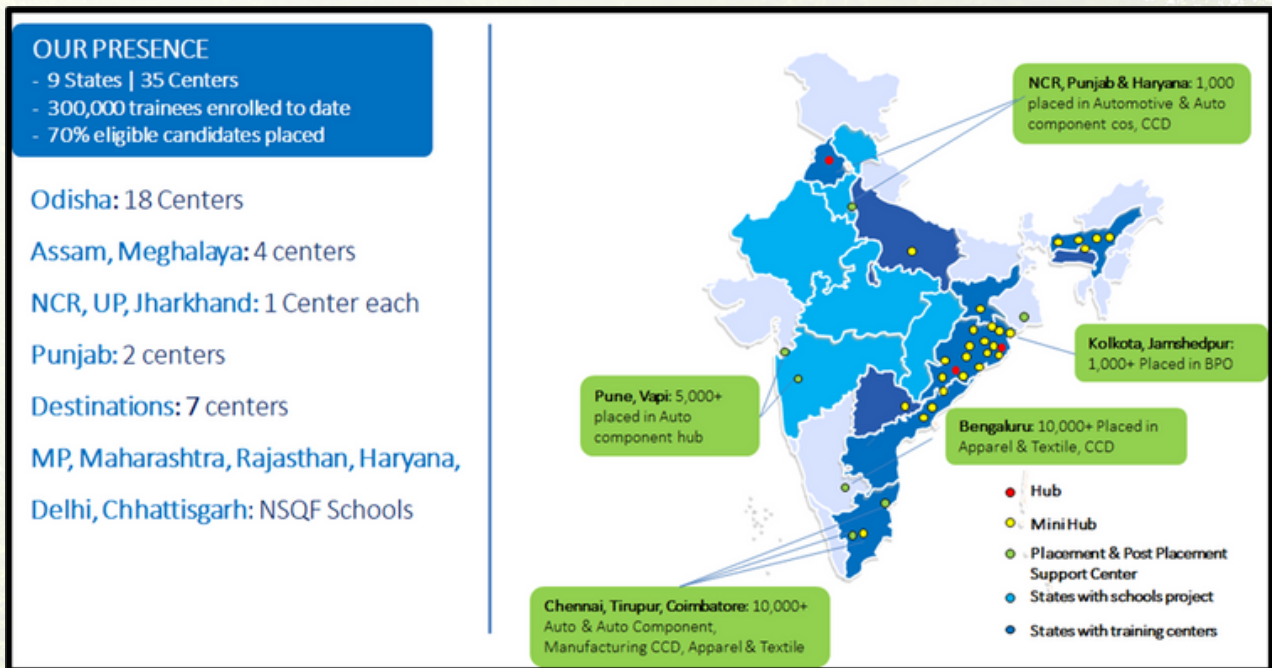 OUR PRESENCE
- 9 States | 35 Centers
- 300,000 trainees enrolled to date
- 70% eligible candidates placed
Odisha: 18 Centers
Assam, Meghalaya: 4 centers
NCR, UP, Jharkhand: 1 Center each
Punjab: 2 centers
Destinations: 7 centers
MP, Maharashtra, Rajasthan, Haryana,
Delhi, Chhattisgarh: NSQF Schools
NCR, Punjab & Haryana: 1,000
placed in Automotive & Auto
component cos, CCD
Kolkota, Jamshedpur:
1,000+ Placed in BPO
Pune, Vapi: 5,000+
placed in Auto
component hub
Bengaluru: 10,000+ Placed in
Apparel & Textile, CCD
Hub
Mini Hub
Placement & Post Placement
Support Center
States with schools project
States with training centers
Chennai, Tirupur, Coimbatore: 10,000+
Auto & Auto Component,
Manufacturing CCD, Apparel & Textile